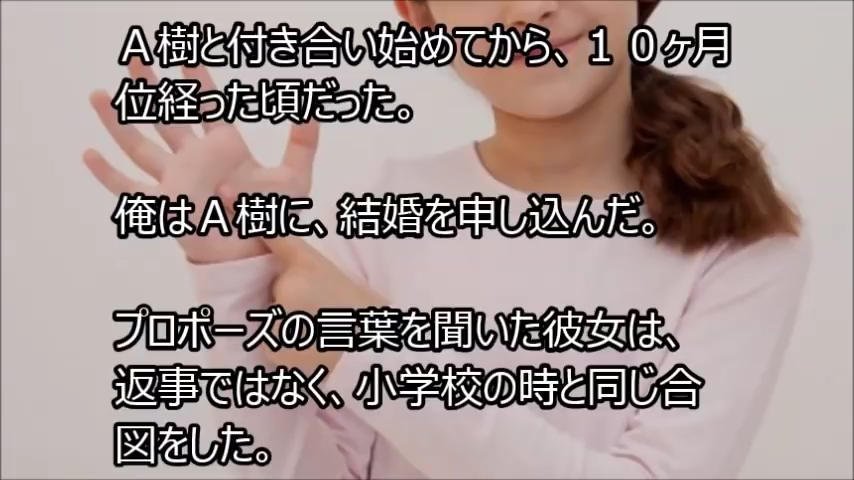 Ａ樹と付き合い始めてから、１０ヶ月
位経った頃だった。
俺はＡ樹に、結婚を申し込んだ。
プロポーズの言葉を聞いた彼女は、
返事ではなく、小学校の時と同じ合
図をした。